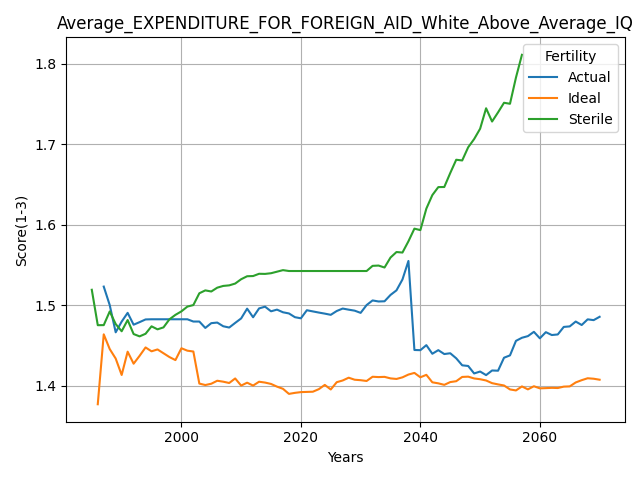 Average_EXPENDITURE_FOR_FOREIGN_AID_White_Above_Average_IQ
Fertility
Actual
Ideal
Sterile
Score(1-3)
1.8
1.7
1.6
1.5
1.4
2000
2020
2040
2060
Years